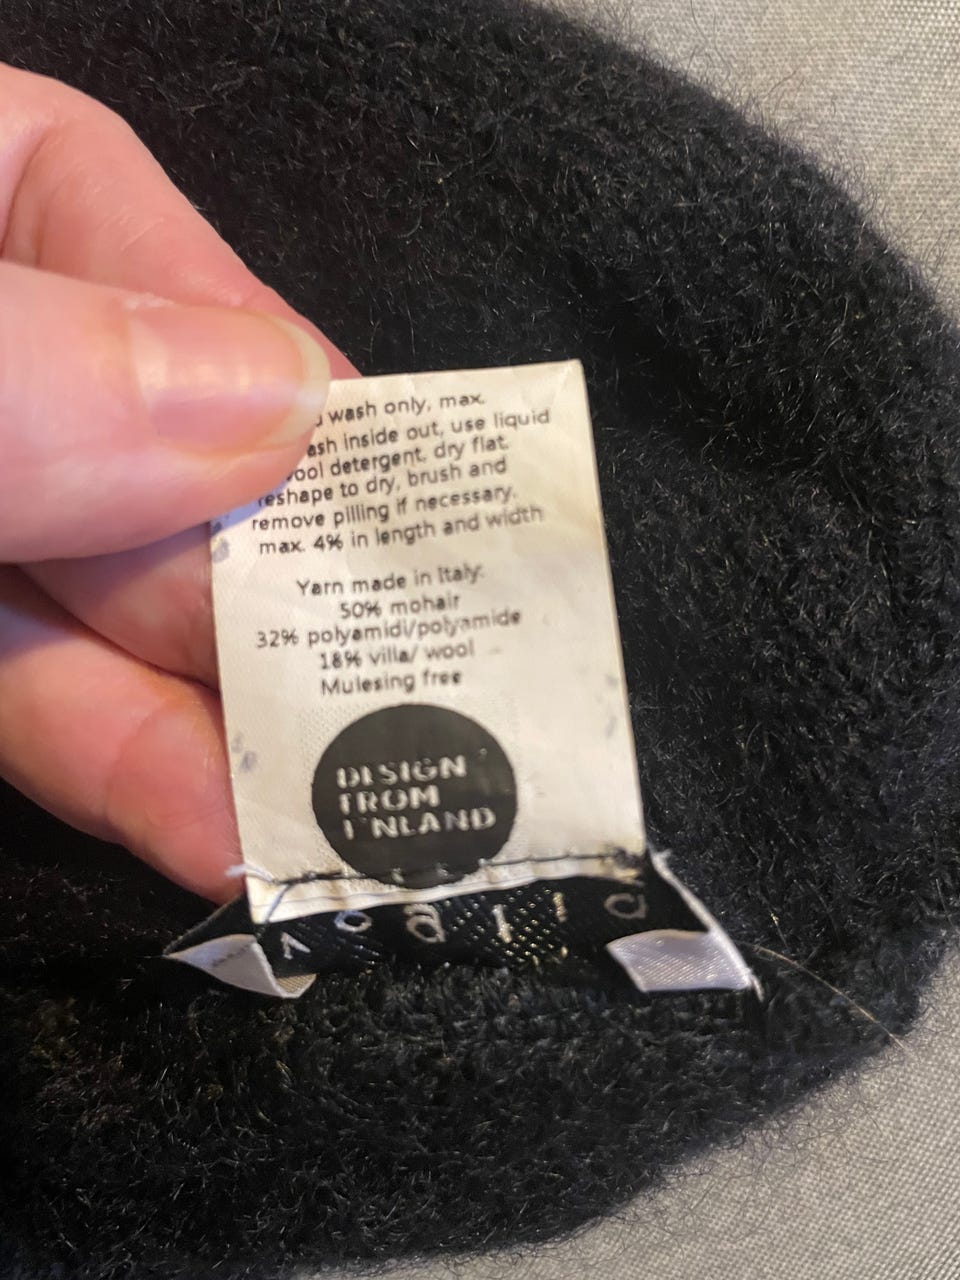 wash only, max.
inside out, use liquid
detergent, dry flat.
reshape to dry, brush and
remove pilling if necessary.
max. 4% in length and width
Yarn made in Italy:
50% mohair
32% polyamidi/polyamide
18% villa/ wool
Mulesing free
DESIGN
FROM
FINLAND